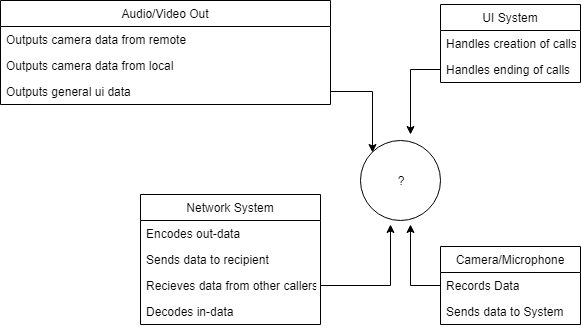 Audio/Video Out
Outputs camera data from remote
Outputs camera data from local
Outputs general ui data
UI System
Handles creation of calls
Handles ending of calls
?
Network System
Encodes out-data
Sends data to recipient
Recieves data from other callers
Decodes in-data
Camera/Microphone
Records Data
Sends data to System